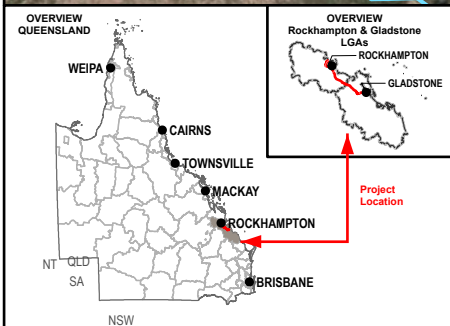 OVERVIEW
QUEENSLAND
WEIPA
CAIRNS
TOWNSVILLE
MACKAY
ROCKHAMPTON
BRISBANE
NT
QLD
SA
NSW
OVERVIEW
Rockhampton & Gladstone
LGAs
ROCKHAMPTON
GLADSTONE
Project
Location